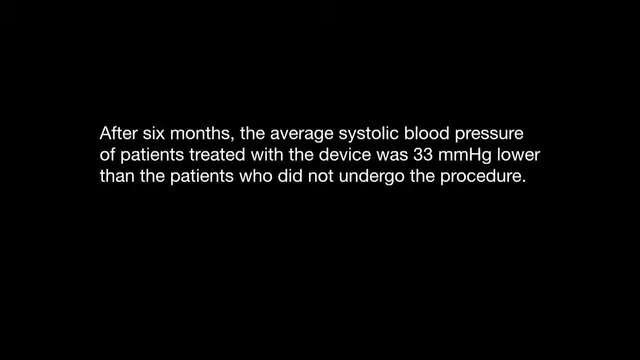 After six months, the average systolic blood pressure
of patients treated with the device was 33 mmHg lower
than the patients who did not undergo the procedure.